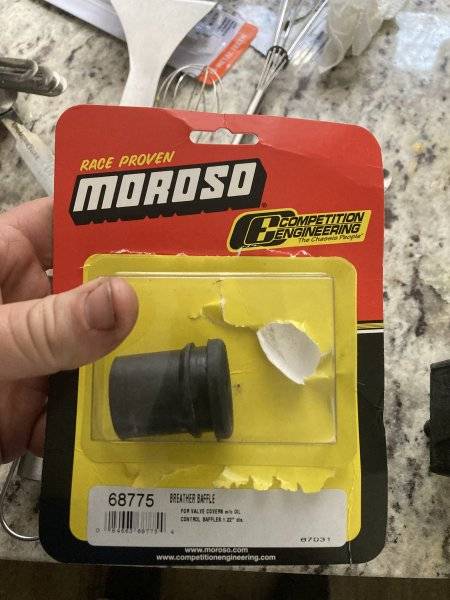 RACE PROVEN
MOROSO
COMPETITION
ENGINEERING
The Chassis People
68775
BREATHER BAFFLE
FOR VALVE COVERS w/o OIL
CONTROL BAFFLES 1.22" dia.
87031
www.moroso.com
www.competitionengineering.com